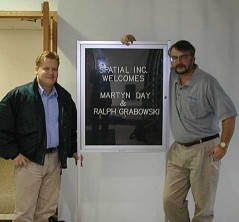 SPATIAL INC.
WELCOMES
MARTYN DAY
&
RALPH GRABOWSKI